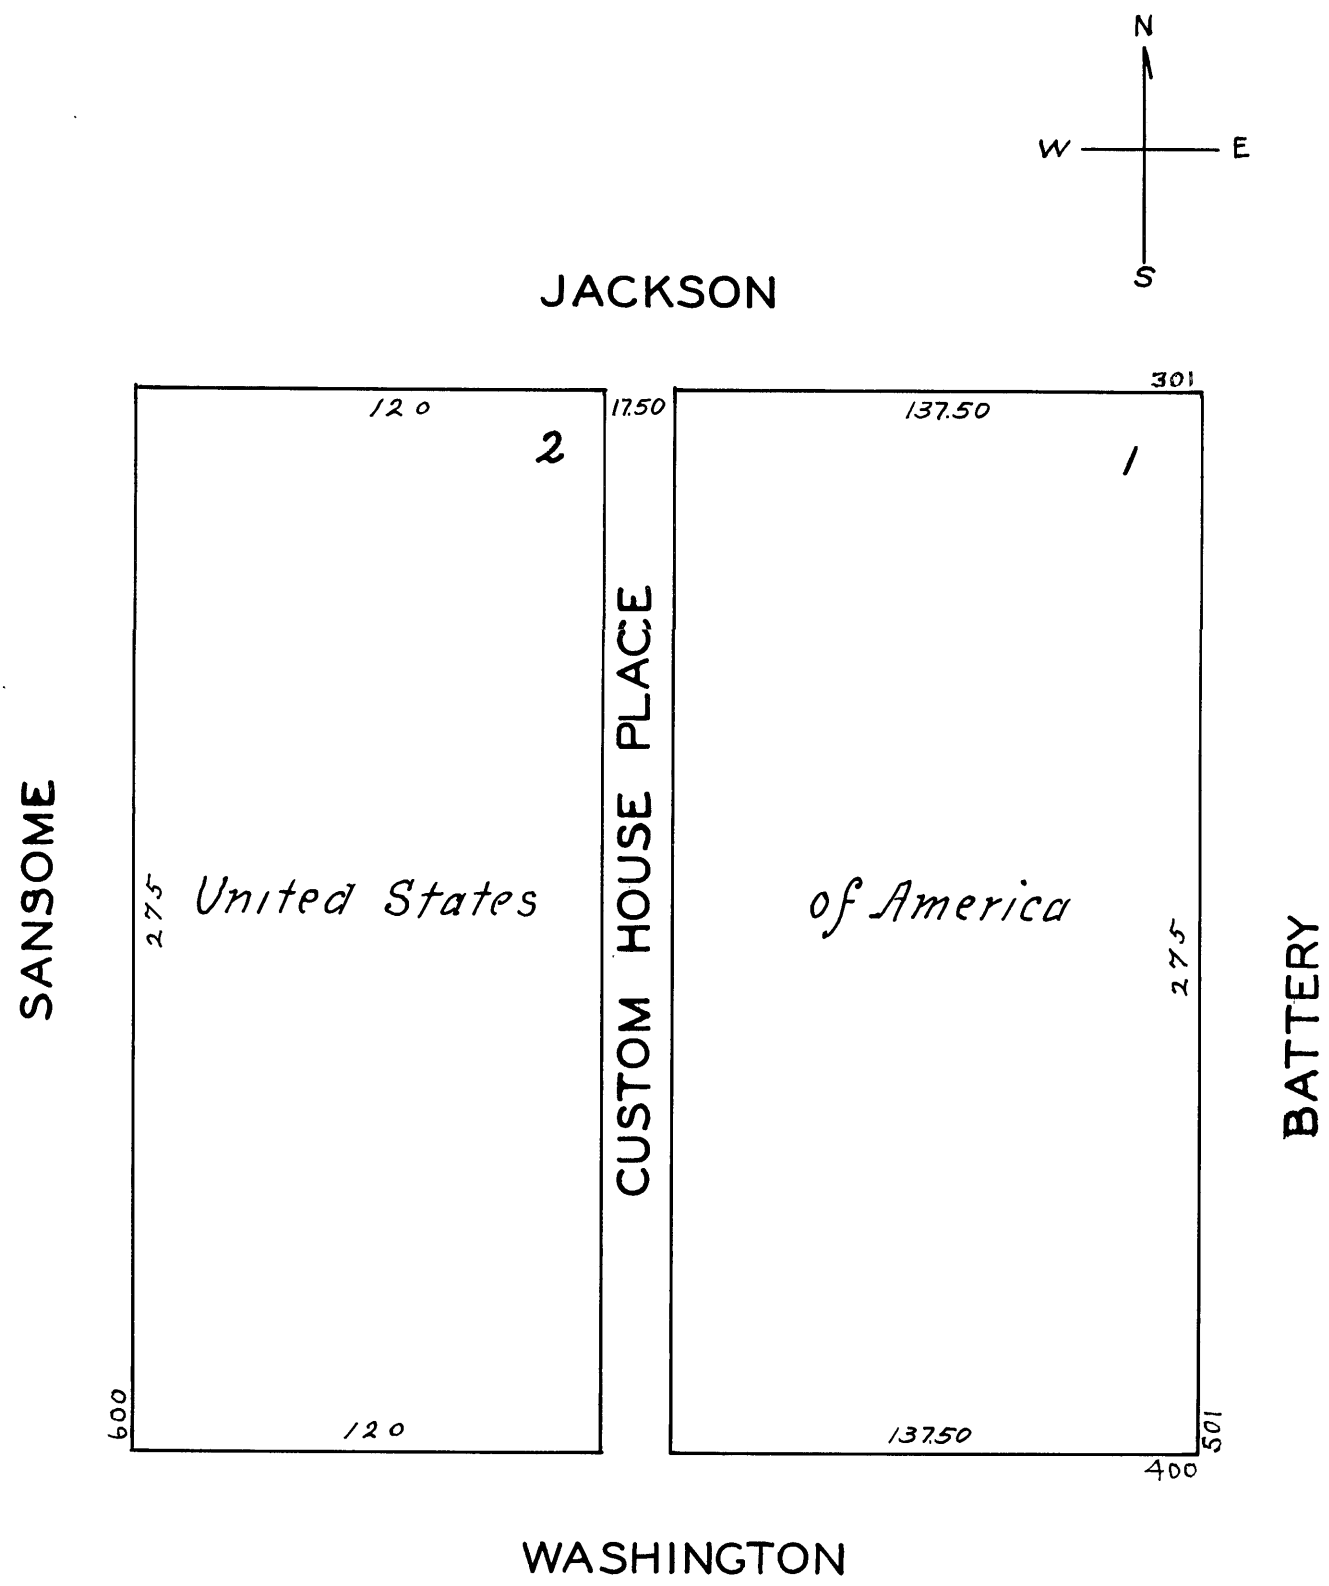 N
W E
S
JACKSON
301
120 17.50 137.50
2 1
SANSOME
275
United States
CUSTOM HOUSE PLACE
of America
275
BATTERY
600
120
137.50
501
400
WASHINGTON